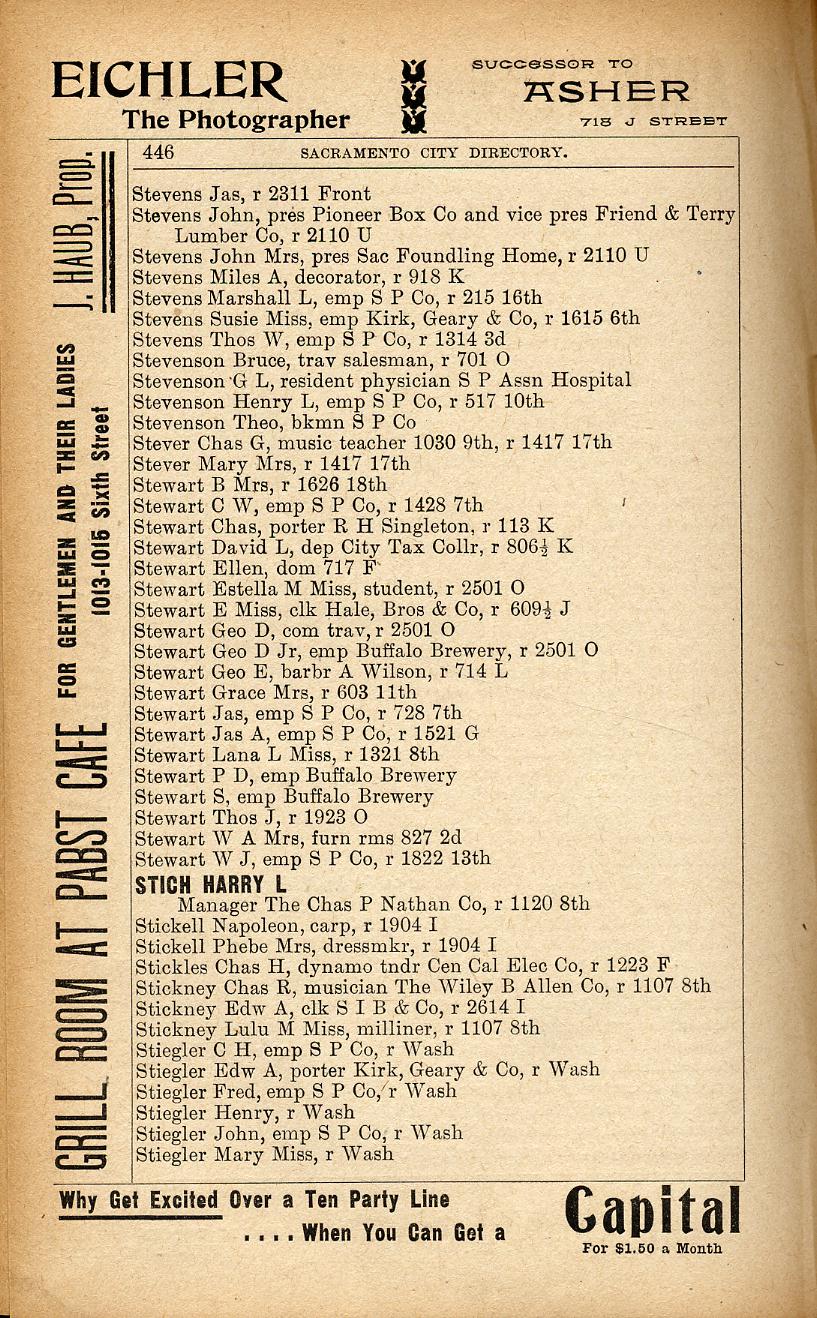 EICHLER
The Photographer
SUCCESSOR TO
ASHER
718 J STREET
446 SACRAMENTO CITY DIRECTORY.
Stevens Jas, r 2311 Front
Stevens John, pres Pioneer Box Co and vice pres Friend & Terry
Lumber Co, r 2110 U
Stevens John Mrs, pres Sac Foundling Home, r 2110 U
Stevens Miles A, decorator, r 918 K
Stevens Marshall L, emp S P Co, r 215 16th
Stevens Susie Miss, emp Kirk, Geary & Co, r 1615 6th
Stevens Thos W, emp S P Co, r 1314 3d
Stevenson Bruce, trav salesman, r 701 O
Stevenson G L, resident physician S P Assn Hospital
Stevenson Henry L, emp S P Co, r 517 10th
Stevenson Theo, bkmn S P Co
Stever Chas G, music teacher 1030 9th, r 1417 17th
Stever Mary Mrs, r 1417 17th
Stewart B Mrs, r 1626 18th
Stewart C W, emp S P Co, r 1428 7th
Stewart Chas, porter R H Singleton, r 113 K
Stewart David L, dep City Tax Collr, r 806½ K
Stewart Ellen, dom 717 F
Stewart Estella M Miss, student, r 2501 O
Stewart E Miss, clk Hale, Bros & Co, r 609½ J
Stewart Geo D, com trav, r 2501 O
Stewart Geo D Jr, emp Buffalo Brewery, r 2501 O
Stewart Geo E, barbr A Wilson, r 714 L
Stewart Grace Mrs, r 603 11th
Stewart Jas, emp S P Co, r 728 7th
Stewart Jas A, emp S P Co, r 1521 G
Stewart Lana L Miss, r 1321 8th
Stewart P D, emp Buffalo Brewery
Stewart S, emp Buffalo Brewery
Stewart Thos J, r 1923 O
Stewart W A Mrs, furn rms 827 2d
Stewart W J, emp S P Co, r 1822 13th
STICH HARRY L
Manager The Chas P Nathan Co, r 1120 8th
Stickell Napoleon, carp, r 1904 I
Stickell Phebe Mrs, dressmkr, r 1904 I
Stickles Chas H, dynamo tndr Cen Cal Elec Co, r 1223 F
Stickney Chas R, musician The Wiley B Allen Co, r 1107 8th
Stickney Edw A, clk S I B & Co, r 2614 I
Stickney Lulu M Miss, milliner, r 1107 8th
Stiegler C H, emp S P Co, r Wash
Stiegler Edw A, porter Kirk, Geary & Co, r Wash
Stiegler Fred, emp S P Co, r Wash
Stiegler Henry, r Wash
Stiegler John, emp S P Co, r Wash
Stiegler Mary Miss, r Wash
GRILL ROOM AT PABST CAFE FOR GENTLEMEN AND THEIR LADIES J. HAUB, Prop.
1013-1015 Sixth Street
Why Get Excited Over a Ten Party Line
. . . . When You Can Get a
Capital
For $1.50 a Month